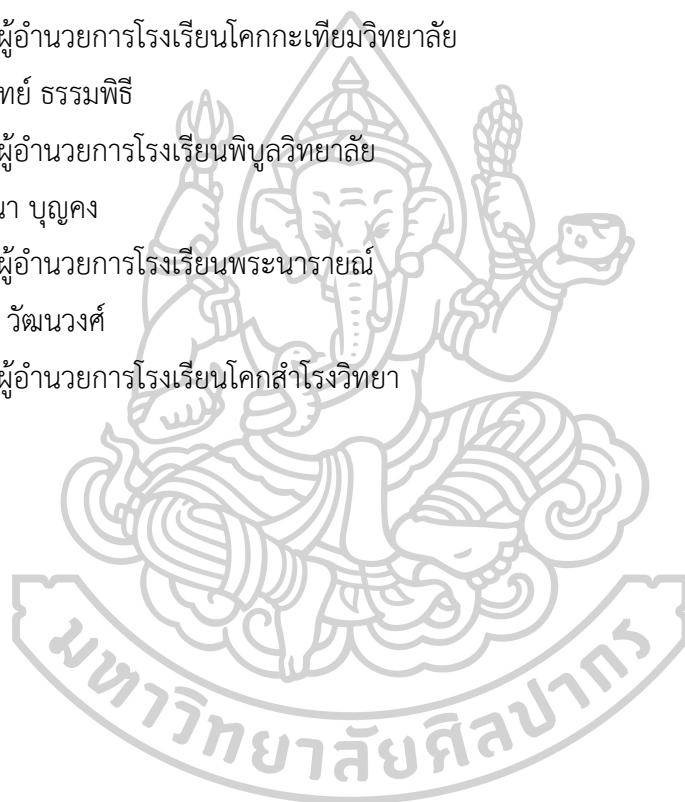 ผู้อำนวยการโรงเรียนโคกกะเทียมวิทยาลัย
ทย์ ธรรมพิธี
ผู้อำนวยการโรงเรียนพิบูลวิทยาลัย
นา บุญคง
ผู้อำนวยการโรงเรียนพระนารายณ์
วัฒนวงศ์
ผู้อำนวยการโรงเรียนโคกสำโรงวิทยา
มหาวิทยาลัยศิลปากร